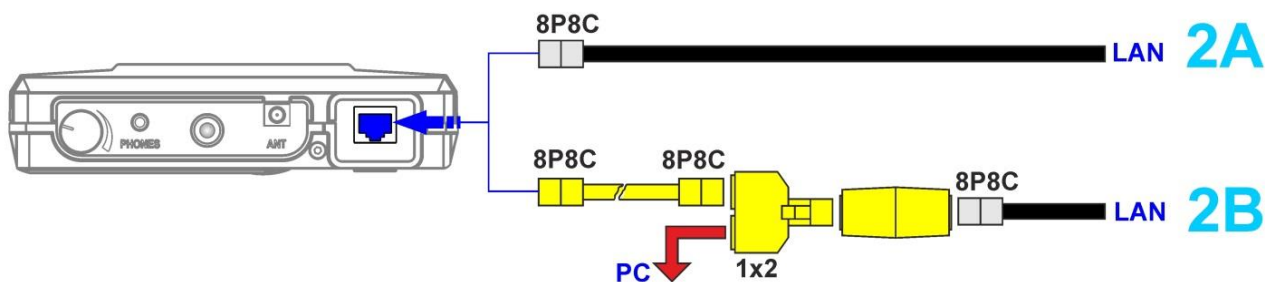 8P8C
LAN
2A
PHONES
ANT
8P8C
8P8C
8P8C
LAN
2B
PC
1x2